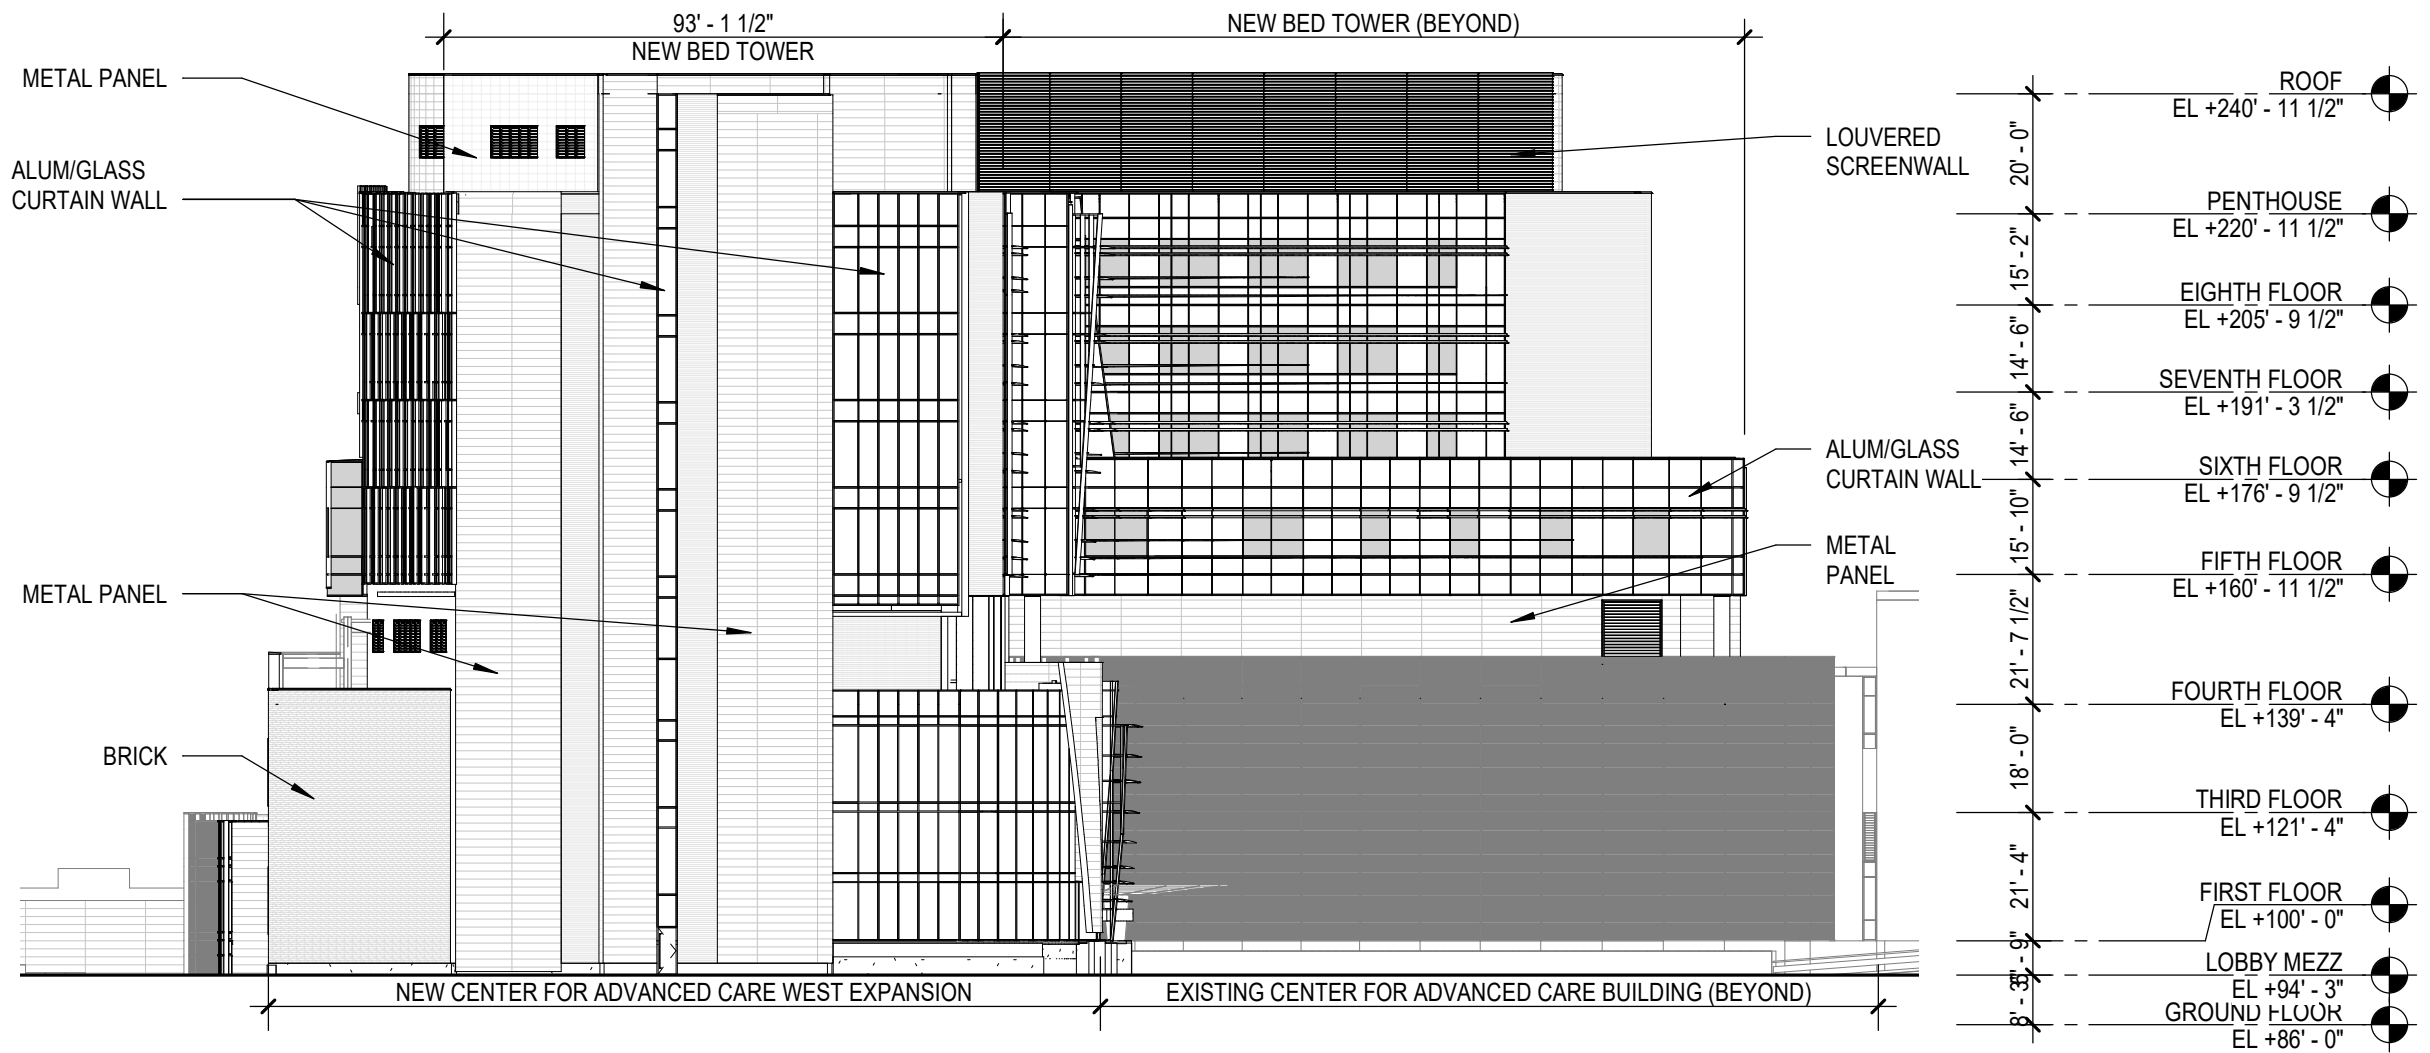 93' - 1 1/2"
NEW BED TOWER
NEW BED TOWER (BEYOND)
METAL PANEL
ALUM/GLASS
CURTAIN WALL
METAL PANEL
BRICK
LOUVERED
SCREENWALL
ALUM/GLASS
CURTAIN WALL
METAL
PANEL
NEW CENTER FOR ADVANCED CARE WEST EXPANSION
EXISTING CENTER FOR ADVANCED CARE BUILDING (BEYOND)
20' - 0"
15' - 2"
14' - 6"
14' - 6"
15' - 10"
21' - 7 1/2"
18' - 0"
21' - 4"
5' - 9"
8' - 3"
ROOF
EL +240' - 11 1/2"
PENTHOUSE
EL +220' - 11 1/2"
EIGHTH FLOOR
EL +205' - 9 1/2"
SEVENTH FLOOR
EL +191' - 3 1/2"
SIXTH FLOOR
EL +176' - 9 1/2"
FIFTH FLOOR
EL +160' - 11 1/2"
FOURTH FLOOR
EL +139' - 4"
THIRD FLOOR
EL +121' - 4"
FIRST FLOOR
EL +100' - 0"
LOBBY MEZZ
EL +94' - 3"
GROUND FLOOR
EL +86' - 0"